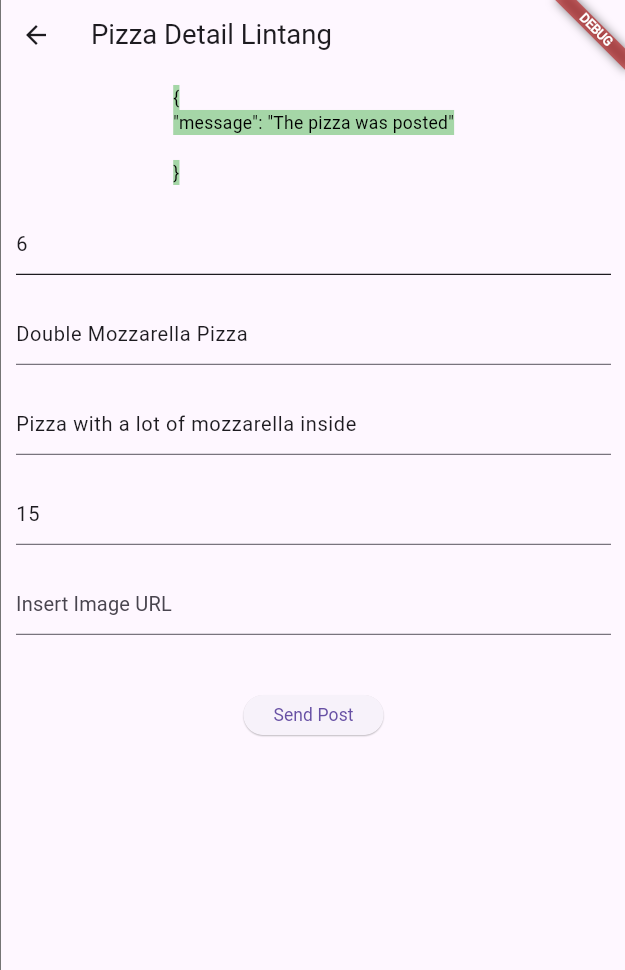 Pizza Detail Lintang
DEBUG
{
"message": "The pizza was posted"
}
6
Double Mozzarella Pizza
Pizza with a lot of mozzarella inside
15
Insert Image URL
Send Post